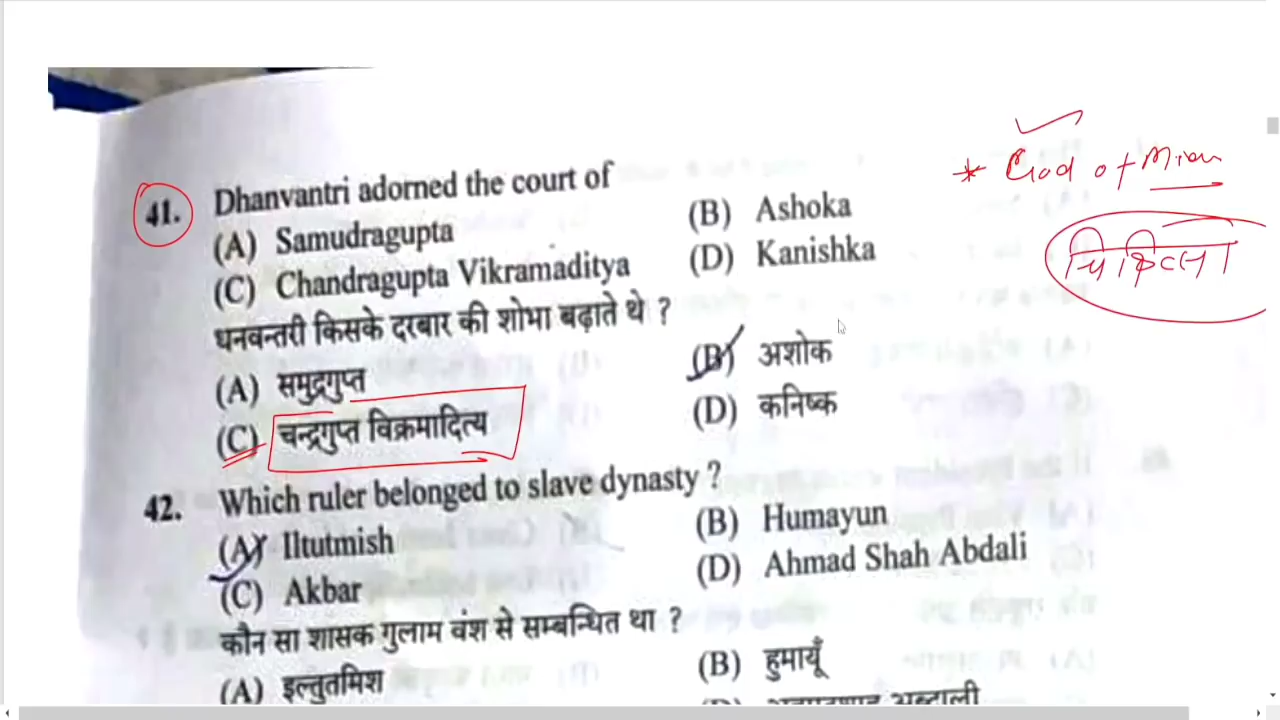 41. Dhanvantri adorned the court of
(A) Samudragupta (B) Ashoka
(C) Chandragupta Vikramaditya (D) Kanishka
धनवन्तरी किसके दरबार की शोभा बढ़ाते थे ?
(A) समुद्रगुप्त (B) अशोक
(C) चन्द्रगुप्त विक्रमादित्य (D) कनिष्क
42. Which ruler belonged to slave dynasty ?
(A) Iltutmish (B) Humayun
(C) Akbar (D) Ahmad Shah Abdali
कौन सा शासक गुलाम वंश से सम्बन्धित था ?
(A) इल्तुतमिश (B) हुमायूँ
* God of